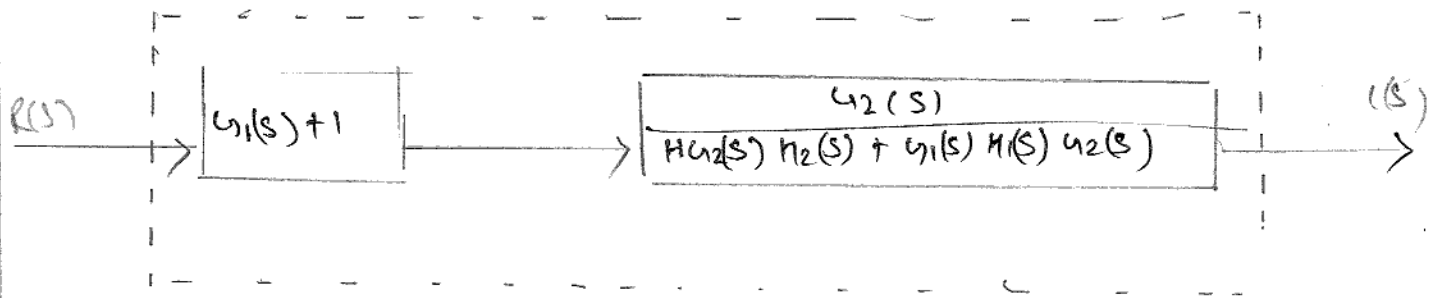 R(S)
G1(S) + 1
G2(S)
1+G2(S) H2(S) + G1(S) H1(S) G2(S)
C(S)